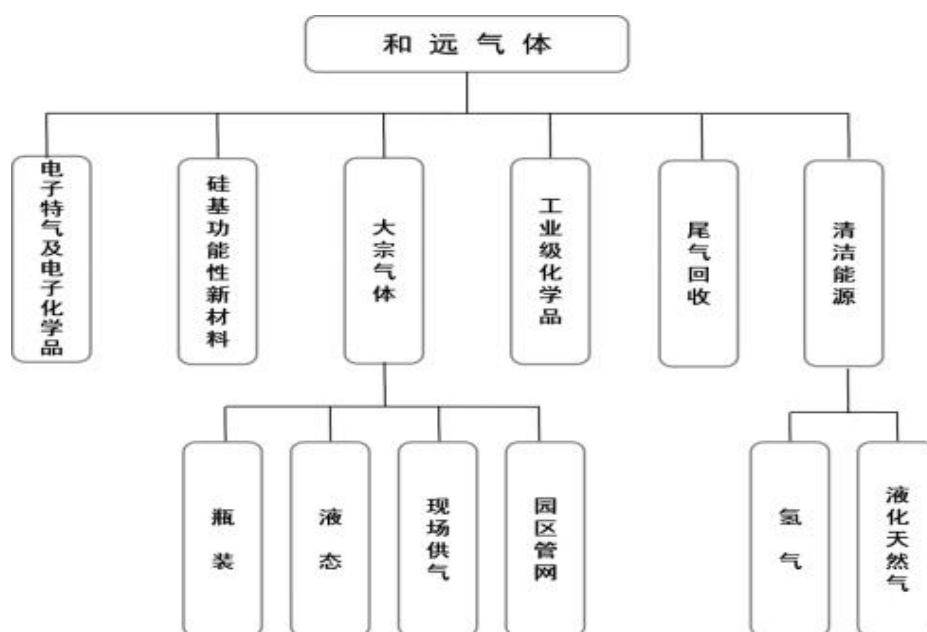 和远气体
电子特气及电子化学品
硅基功能性新材料
大宗气体
工业级化学品
尾气回收
清洁能源
瓶装
液态
现场供气
园区管网
氢气
液化天然气